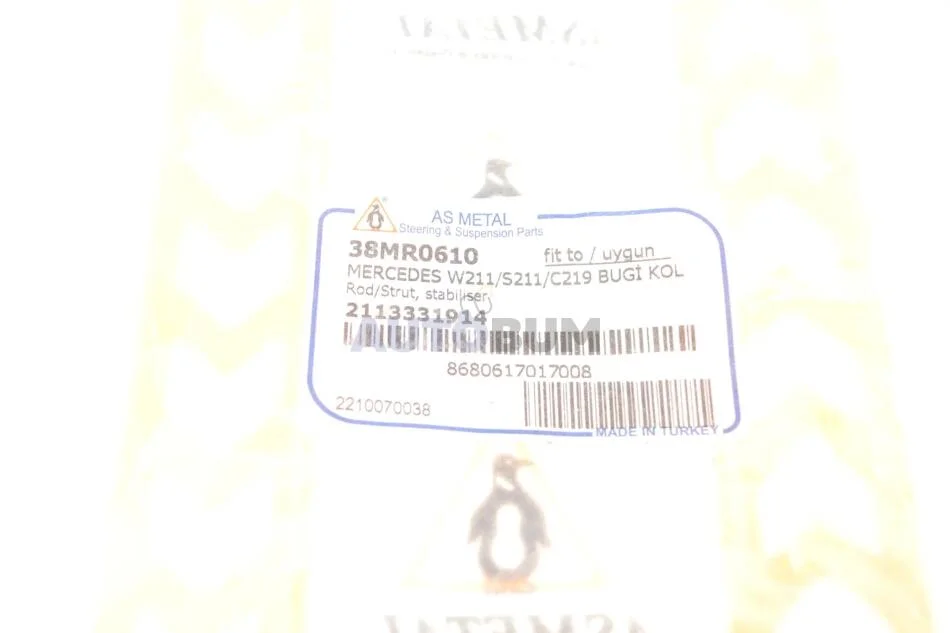 AS METAL
Steering & Suspension Parts
38MR0610 fit to / uygun
MERCEDES W211/S211/C219 BUGİ KOL
Rod/Strut, stabiliser
2113331914
AUTOBUM
8680617017008
2210070038
MADE IN TURKEY